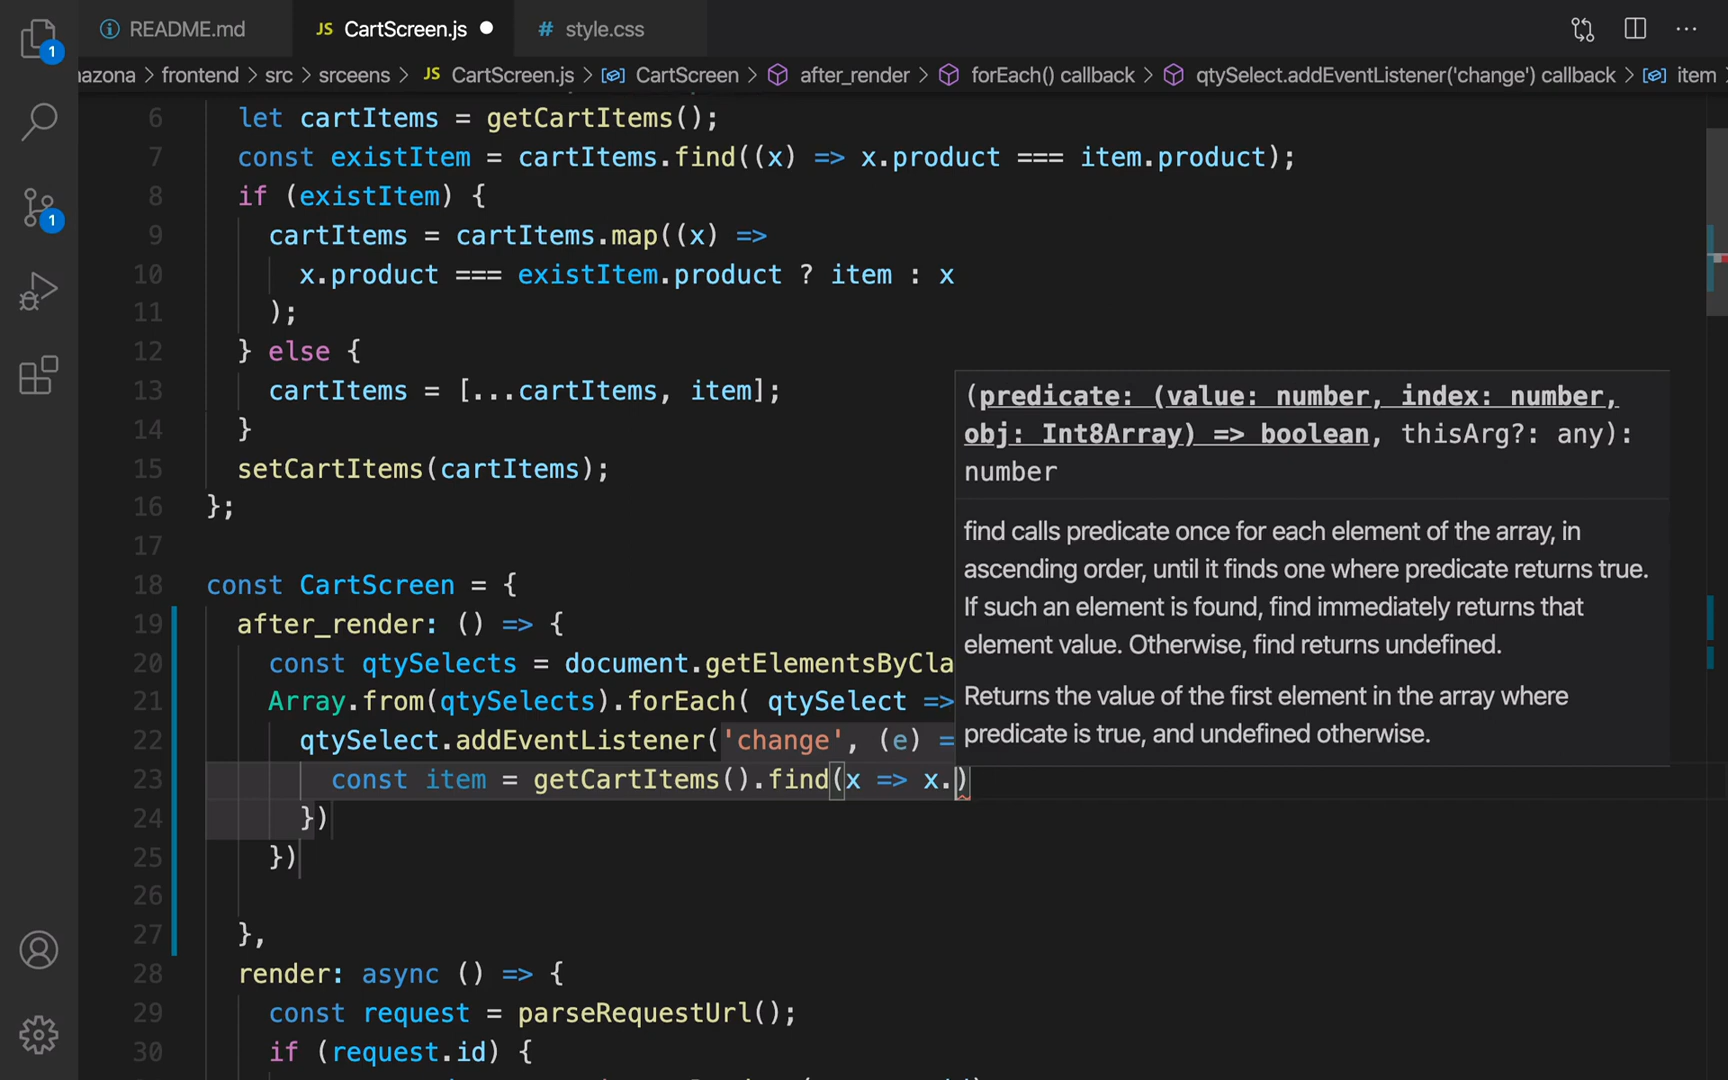 README.md
JS CartScreen.js
# style.css
nazona > frontend > src > srceens > JS CartScreen.js > CartScreen > after_render > forEach() callback > qtySelect.addEventListener('change') callback > item
1
1
6 let cartItems = getCartItems();
7 const existItem = cartItems.find((x) => x.product === item.product);
8 if (existItem) {
9 cartItems = cartItems.map((x) =>
10 x.product === existItem.product ? item : x
11 );
12 } else {
13 cartItems = [...cartItems, item];
14 }
15 setCartItems(cartItems);
16 };
17
18 const CartScreen = {
19 after_render: () => {
20 const qtySelects = document.getElementsByCla
21 Array.from(qtySelects).forEach( qtySelect =>
22 qtySelect.addEventListener('change', (e) =
23 const item = getCartItems().find(x => x.)
24 })
25 })
26
27 },
28 render: async () => {
29 const request = parseRequestUrl();
30 if (request.id) {
(predicate: (value: number, index: number,
obj: Int8Array) => boolean, thisArg?: any):
number
find calls predicate once for each element of the array, in
ascending order, until it finds one where predicate returns true.
If such an element is found, find immediately returns that
element value. Otherwise, find returns undefined.
Returns the value of the first element in the array where
predicate is true, and undefined otherwise.